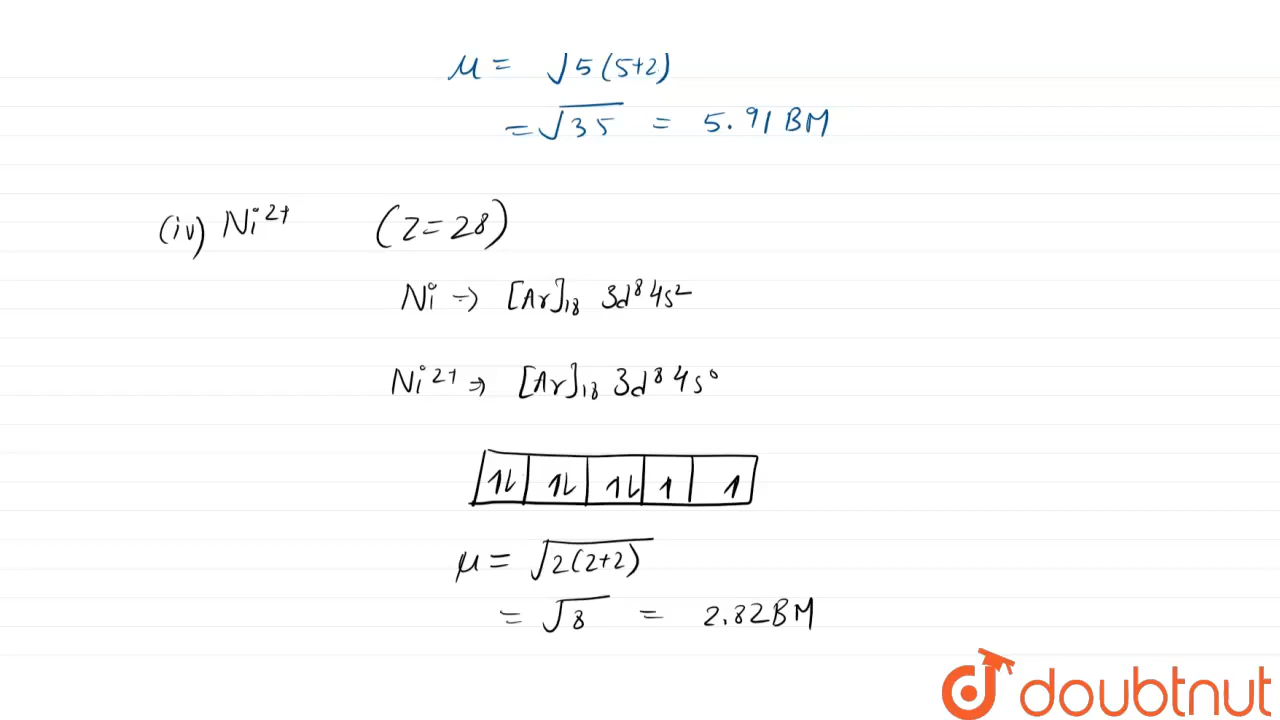 μ = √5(5+2)
= √35 = 5.91 BM
(iv) Ni²⁺ (Z=28)
Ni → [Ar]₁₈ 3d⁸ 4s²
Ni²⁺ → [Ar]₁₈ 3d⁸ 4s⁰
1L 1L 1L 1 1
μ = √2(2+2)
= √8 = 2.82 BM
doubtnut